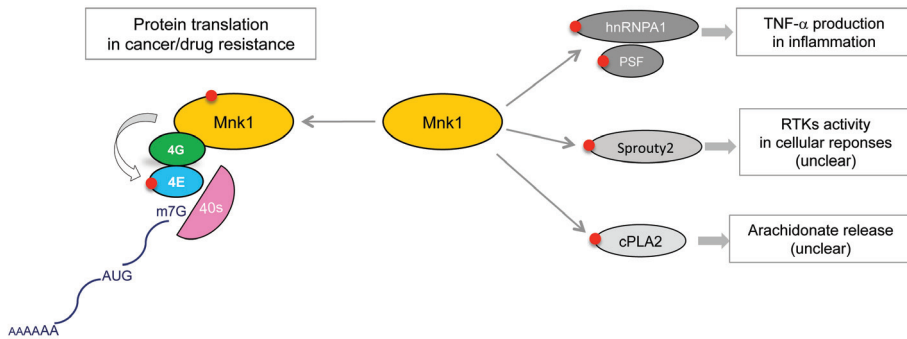 Protein translation
in cancer/drug resistance
Mnk1
4G
4E
m7G
40s
AUG
AAAAAA
Mnk1
hnRNPA1
PSF
TNF-α production
in inflammation
Sprouty2
RTKs activity
in cellular reponses
(unclear)
cPLA2
Arachidonate release
(unclear)